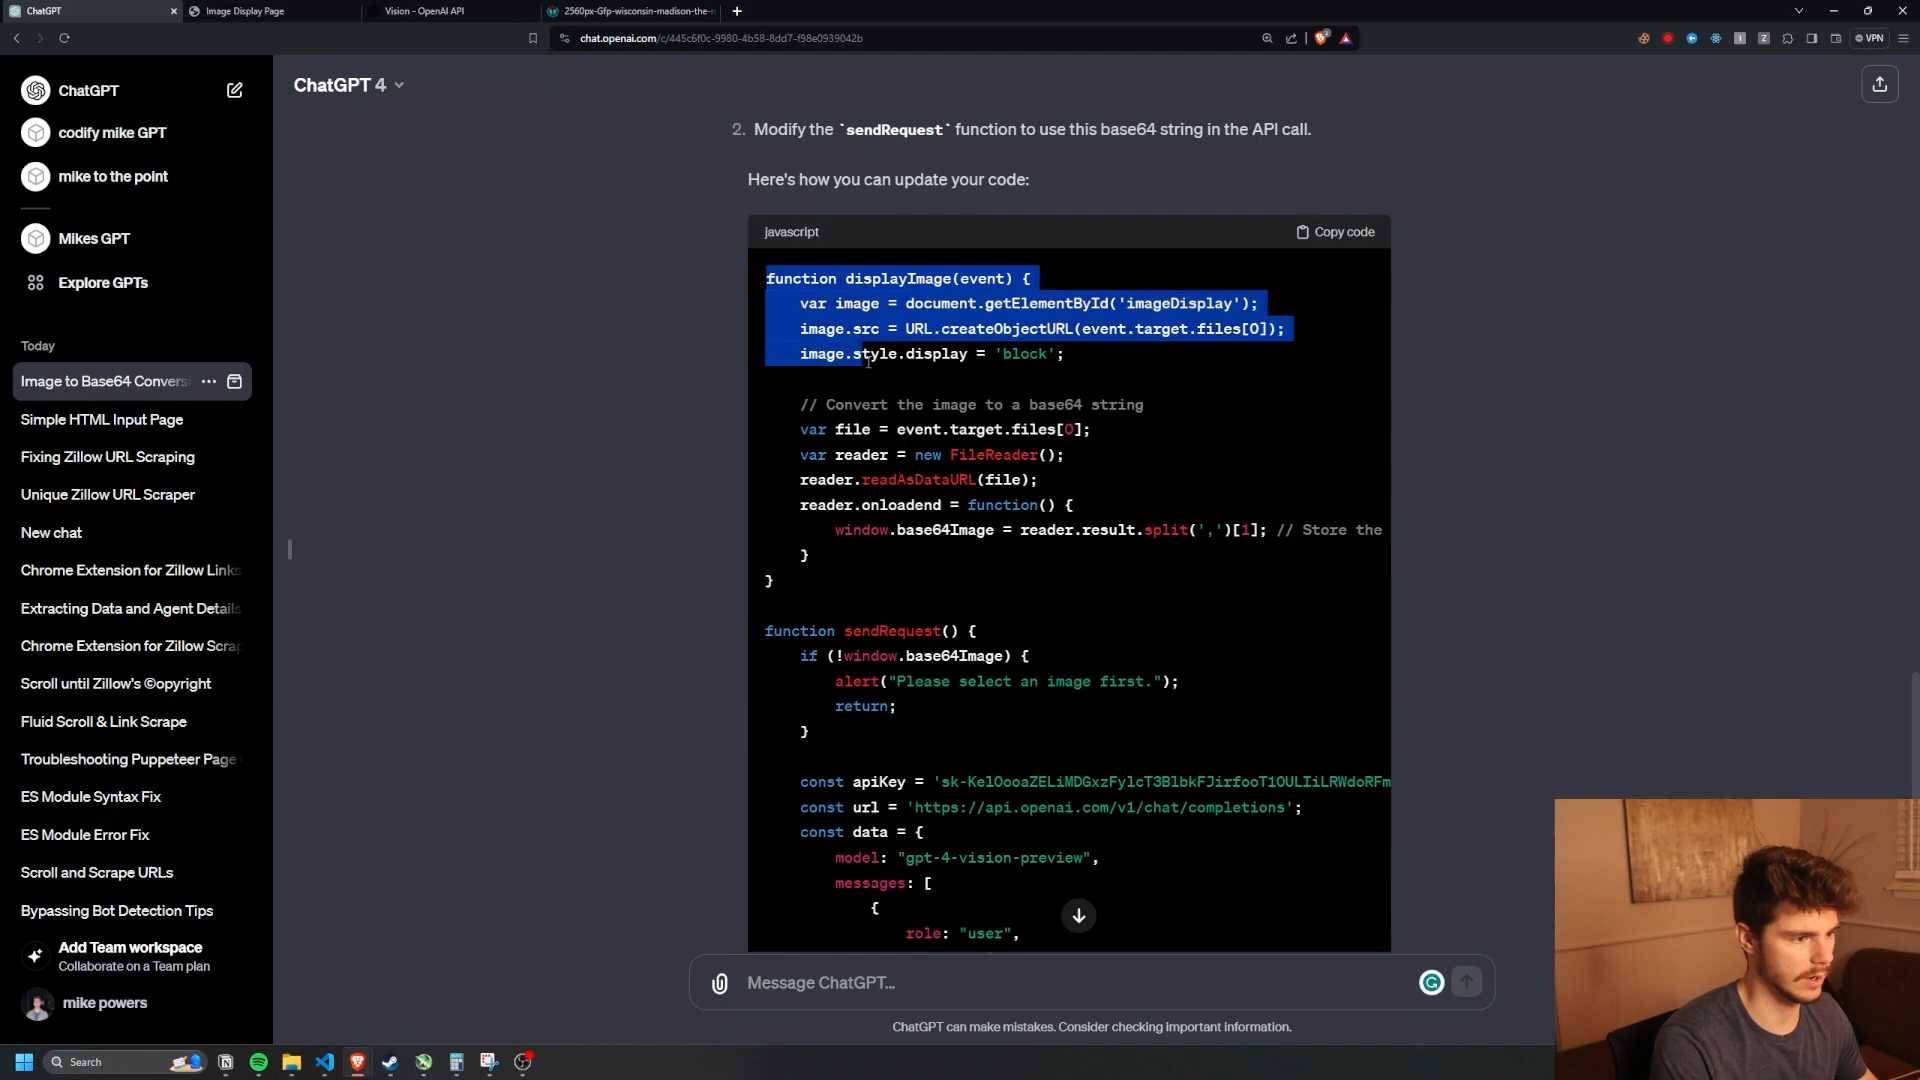 ChatGPT
Image Display Page
Vision - OpenAI API
2560px-Gfp-wisconsin-madison-the-n
chat.openai.com/c/445c6f0c-9980-4b58-8dd7-f98e0939042b
VPN
ChatGPT
codify mike GPT
mike to the point
Mikes GPT
Explore GPTs
Today
Image to Base64 Conversi
Simple HTML Input Page
Fixing Zillow URL Scraping
Unique Zillow URL Scraper
New chat
Chrome Extension for Zillow Links
Extracting Data and Agent Details
Chrome Extension for Zillow Scrap
Scroll until Zillow's ©opyright
Fluid Scroll & Link Scrape
Troubleshooting Puppeteer Page
ES Module Syntax Fix
ES Module Error Fix
Scroll and Scrape URLs
Bypassing Bot Detection Tips
Add Team workspace
Collaborate on a Team plan
mike powers
ChatGPT 4
2. Modify the `sendRequest` function to use this base64 string in the API call.
Here's how you can update your code:
javascript
Copy code
function displayImage(event) {
var image = document.getElementById('imageDisplay');
image.src = URL.createObjectURL(event.target.files[0]);
image.style.display = 'block';
// Convert the image to a base64 string
var file = event.target.files[0];
var reader = new FileReader();
reader.readAsDataURL(file);
reader.onloadend = function() {
window.base64Image = reader.result.split(',')[1]; // Store the
}
}
function sendRequest() {
if (!window.base64Image) {
alert("Please select an image first.");
return;
}
const apiKey = 
const url = 'https://api.openai.com/v1/chat/completions';
const data = {
model: "gpt-4-vision-preview",
messages: [
{
role: "user",
Message ChatGPT...
ChatGPT can make mistakes. Consider checking important information.
Search